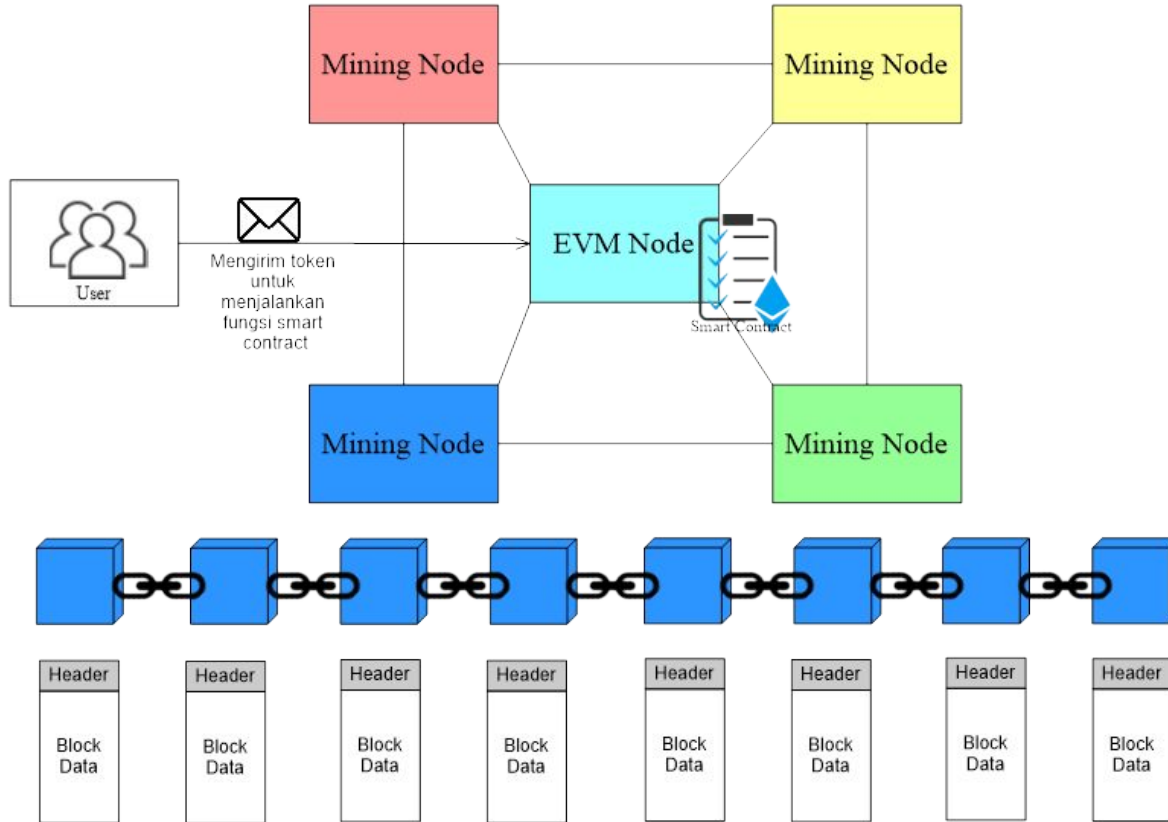 Mining Node
Mining Node
User
Mengirim token
untuk
menjalankan
fungsi smart
contract
EVM Node
Smart Contract
Mining Node
Mining Node
Header
Header
Header
Header
Header
Header
Header
Header
Block
Data
Block
Data
Block
Data
Block
Data
Block
Data
Block
Data
Block
Data
Block
Data